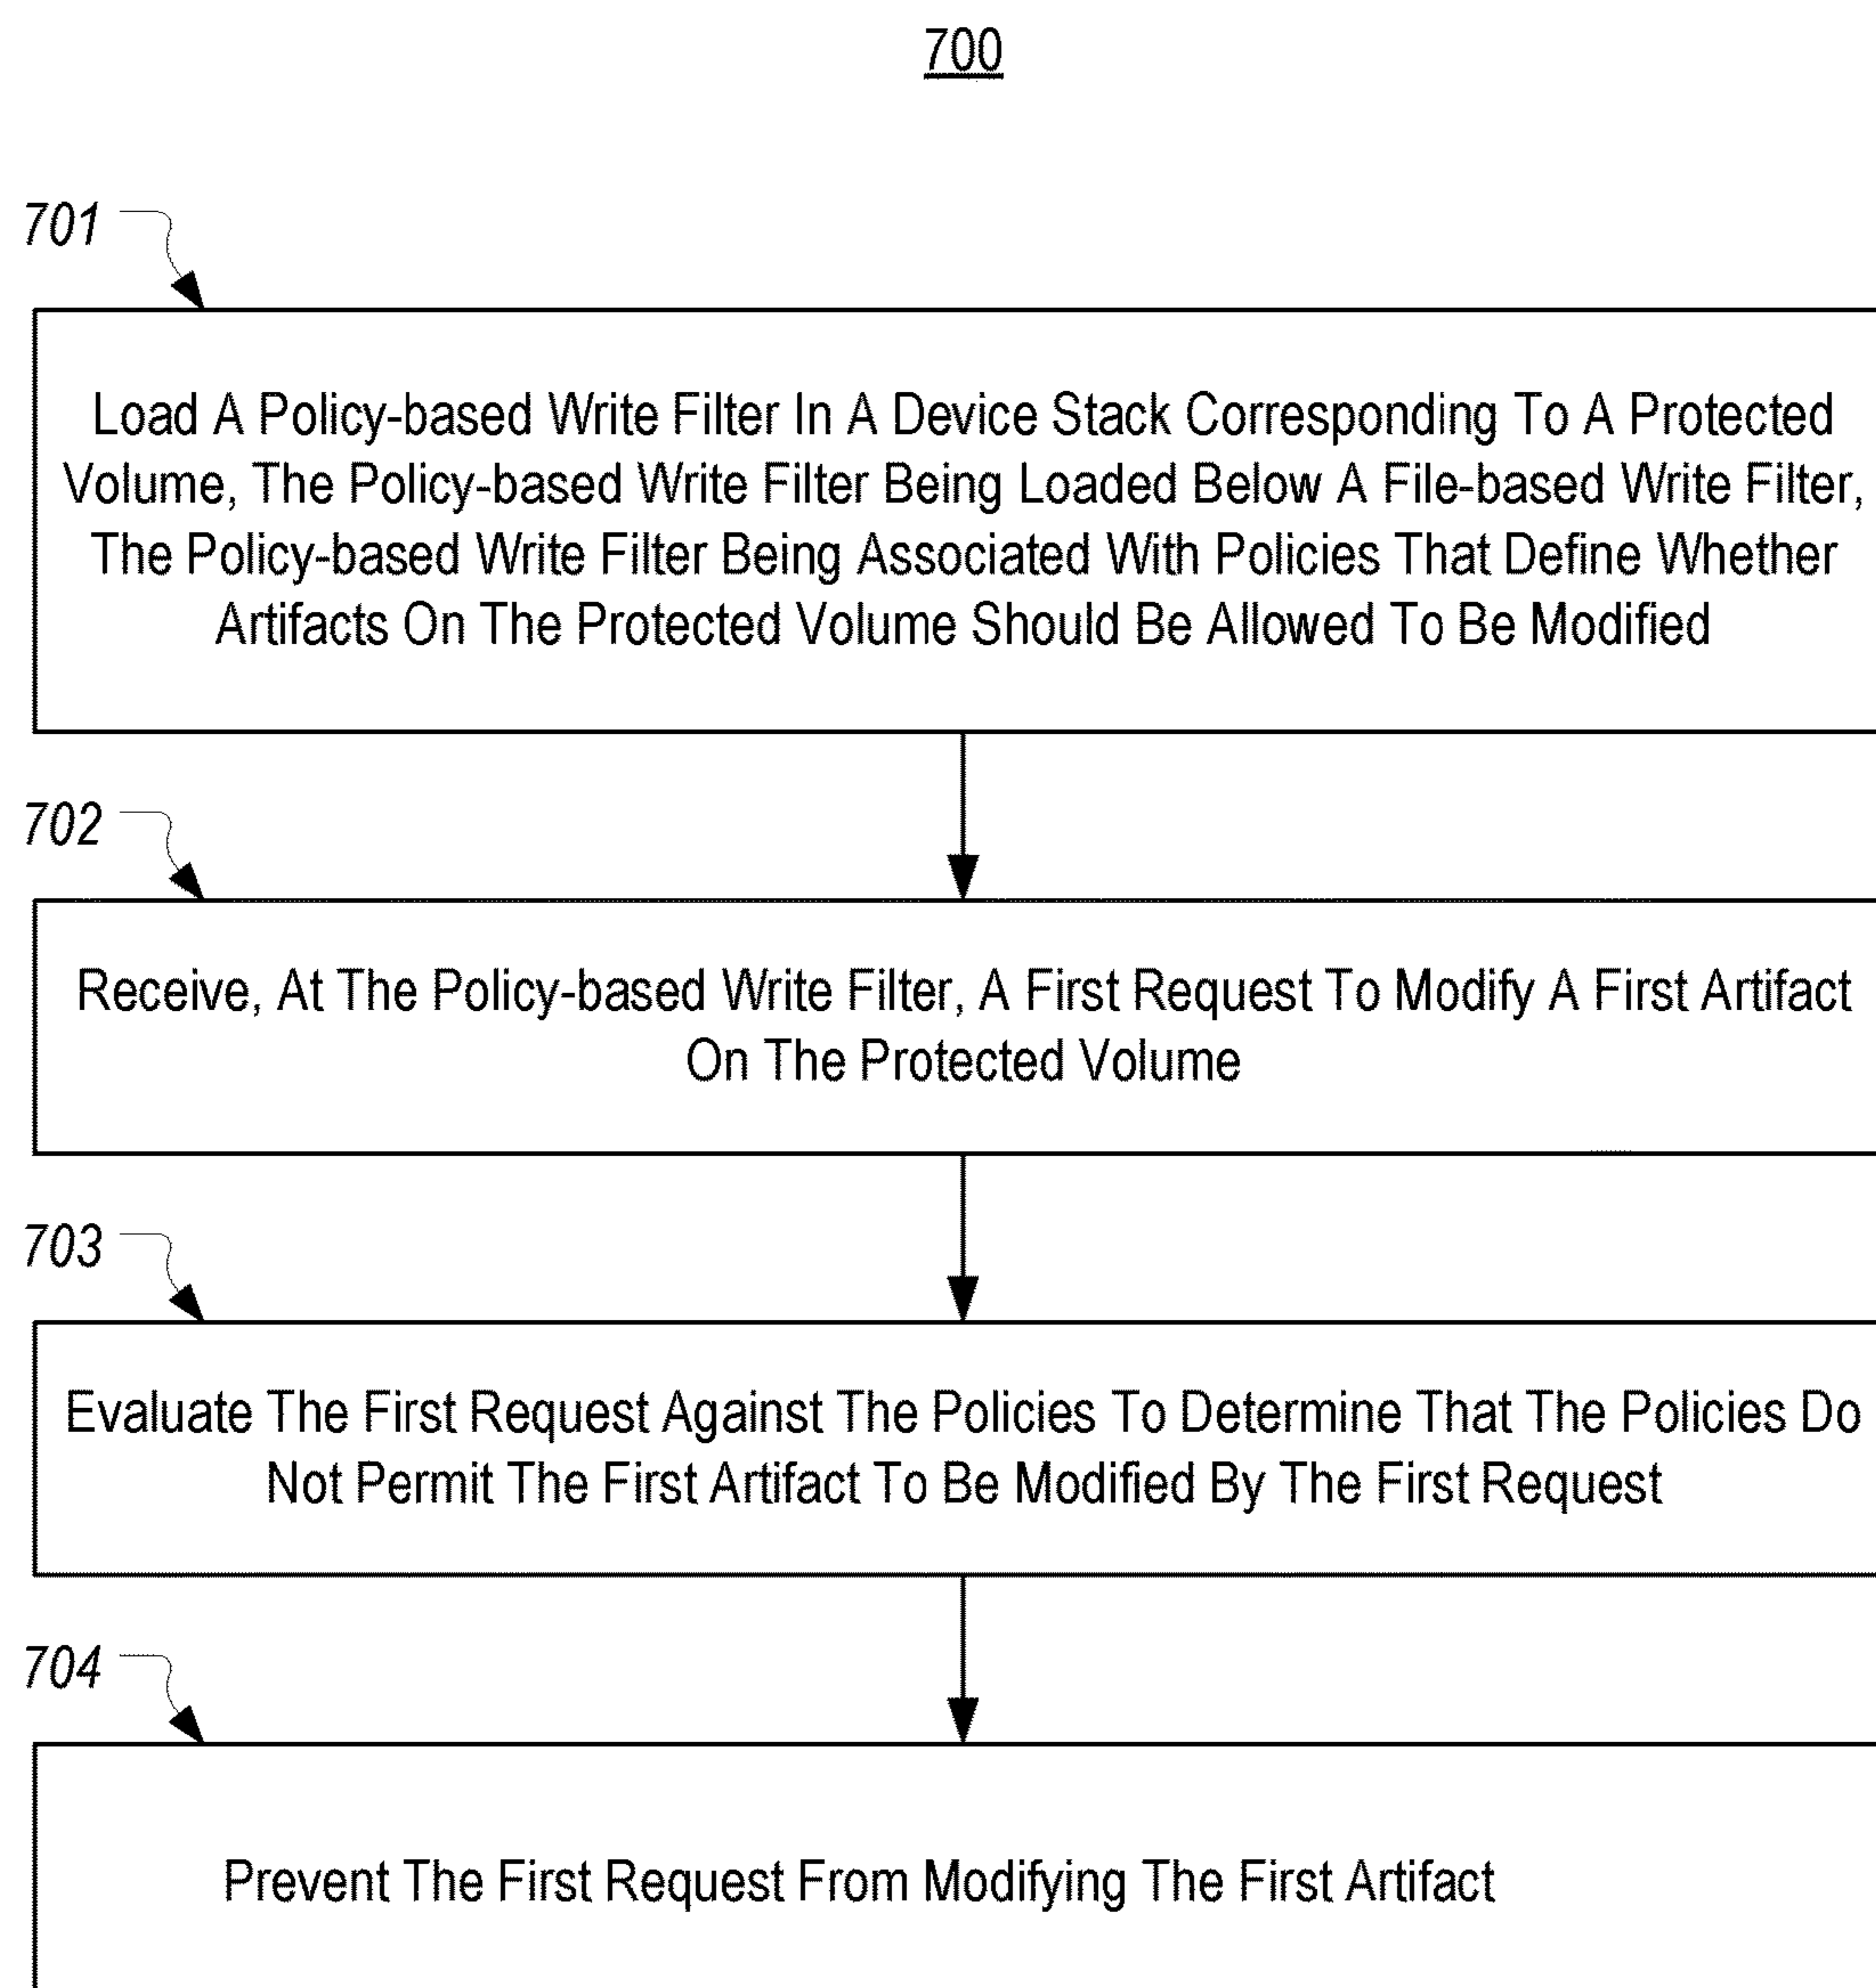 700
701
Load A Policy-based Write Filter In A Device Stack Corresponding To A Protected
Volume, The Policy-based Write Filter Being Loaded Below A File-based Write Filter,
The Policy-based Write Filter Being Associated With Policies That Define Whether
Artifacts On The Protected Volume Should Be Allowed To Be Modified
702
Receive, At The Policy-based Write Filter, A First Request To Modify A First Artifact
On The Protected Volume
703
Evaluate The First Request Against The Policies To Determine That The Policies Do
Not Permit The First Artifact To Be Modified By The First Request
704
Prevent The First Request From Modifying The First Artifact